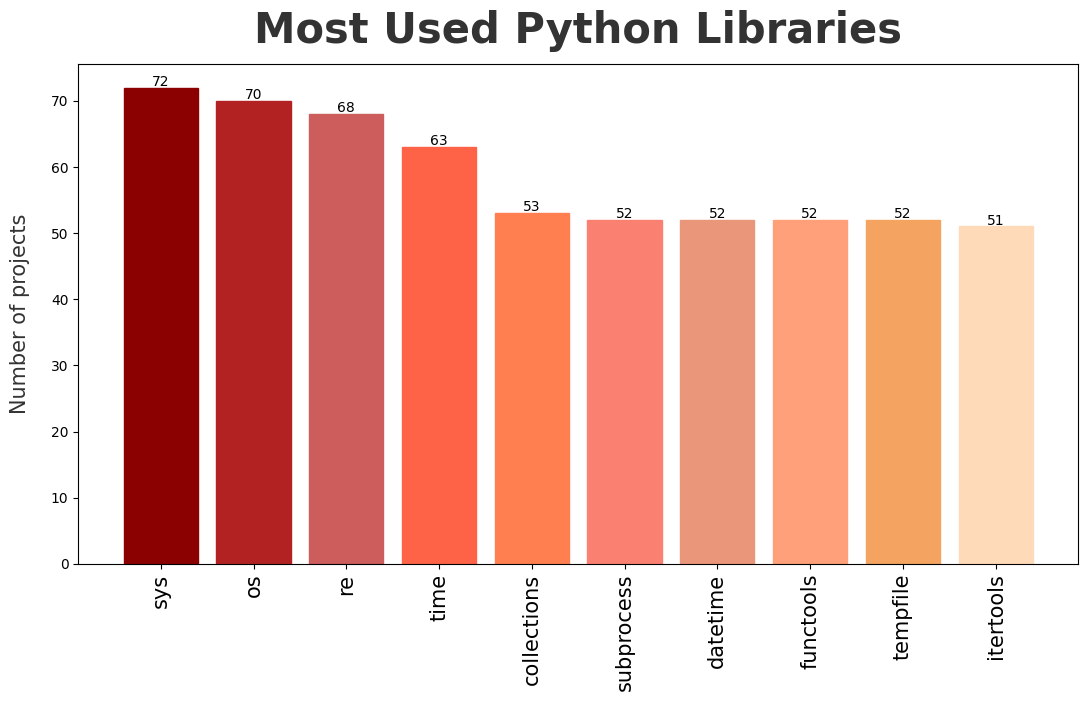 Most Used Python Libraries
Number of projects
70
60
50
40
30
20
10
0
72
70
68
63
53
52
52
52
52
51
sys
os
re
time
collections
subprocess
datetime
functools
tempfile
itertools